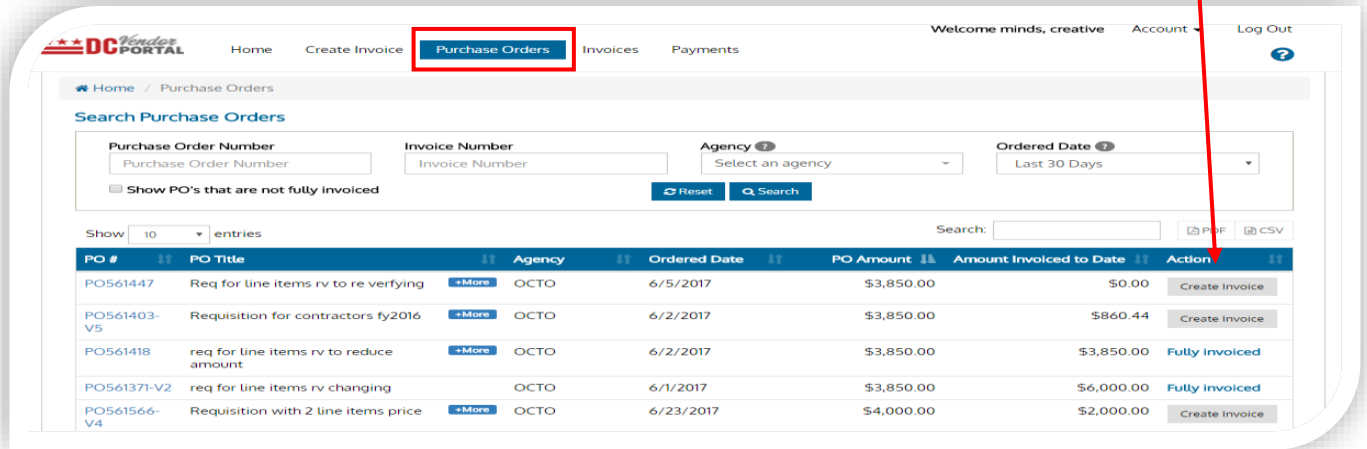 Welcome minds, creative Account Log Out
DC Vendor PORTAL Home Create Invoice Purchase Orders Invoices Payments ?
Home / Purchase Orders
Search Purchase Orders
Purchase Order Number Invoice Number Agency ? Ordered Date ?
Purchase Order Number Invoice Number Select an agency Last 30 Days
Show PO's that are not fully invoiced Reset Search
Show 10 entries Search: PDF CSV
PO # PO Title Agency Ordered Date PO Amount Amount Invoiced to Date Action
PO561447 Req for line items rv to re verfying +More OCTO 6/5/2017 $3,850.00 $0.00 Create Invoice
PO561403- Requisition for contractors fy2016 +More OCTO 6/2/2017 $3,850.00 $860.44 Create Invoice
V5
PO561418 req for line items rv to reduce +More OCTO 6/2/2017 $3,850.00 $3,850.00 Fully invoiced
amount
PO561371-V2 req for line items rv changing OCTO 6/1/2017 $3,850.00 $6,000.00 Fully invoiced
PO561566- Requisition with 2 line items price +More OCTO 6/23/2017 $4,000.00 $2,000.00 Create Invoice
V4